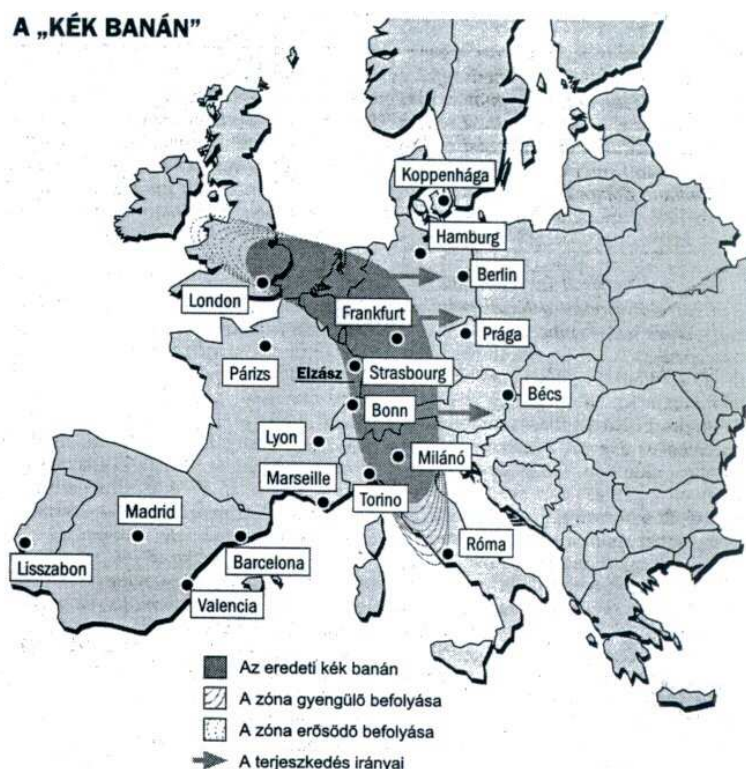 A „KÉK BANÁN”
Koppenhága
Hamburg
Berlin
London
Frankfurt
Prága
Párizs
Elzász
Strasbourg
Bonn
Bécs
Lyon
Milánó
Marseille
Torino
Madrid
Róma
Lisszabon
Barcelona
Valencia
Az eredeti kék banán
A zóna gyengülő befolyása
A zóna erősödő befolyása
A terjeszkedés irányai